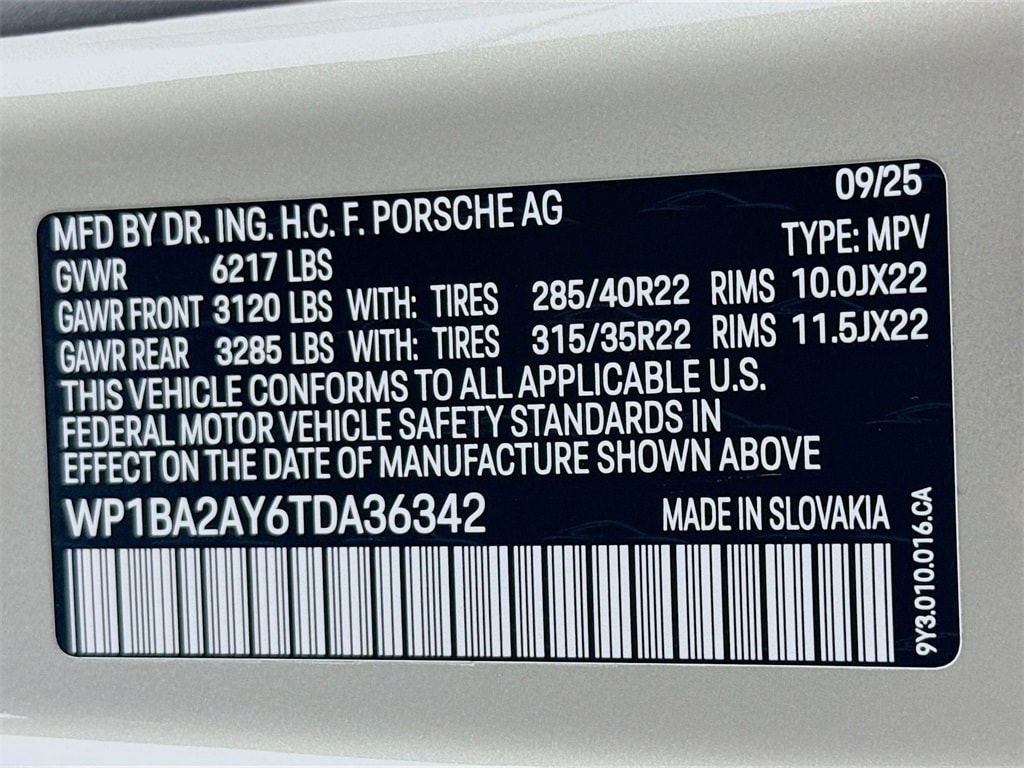 09/25
MFD BY DR. ING. H.C. F. PORSCHE AG
TYPE: MPV
GVWR 6217 LBS
GAWR FRONT 3120 LBS WITH: TIRES 285/40R22 RIMS 10.0JX22
GAWR REAR 3285 LBS WITH: TIRES 315/35R22 RIMS 11.5JX22
THIS VEHICLE CONFORMS TO ALL APPLICABLE U.S.
FEDERAL MOTOR VEHICLE SAFETY STANDARDS IN
EFFECT ON THE DATE OF MANUFACTURE SHOWN ABOVE
WP1BA2AY6TDA36342 MADE IN SLOVAKIA
9Y3.010.016.CA